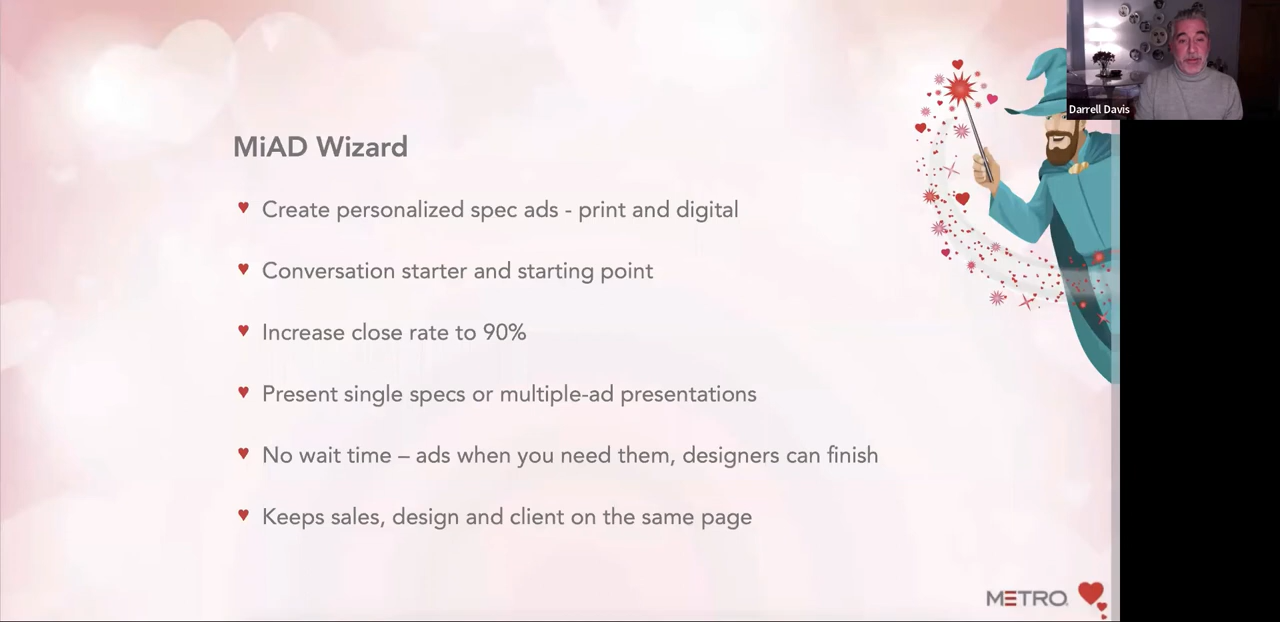 Darrell Davis
MiAD Wizard
Create personalized spec ads - print and digital
Conversation starter and starting point
Increase close rate to 90%
Present single specs or multiple-ad presentations
No wait time – ads when you need them, designers can finish
Keeps sales, design and client on the same page
METRO